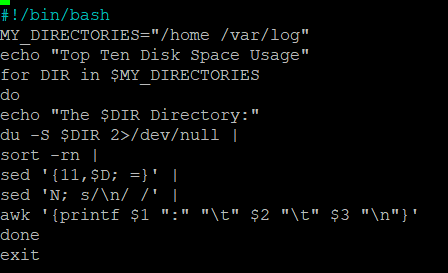 #!/bin/bash
MY_DIRECTORIES="/home /var/log"
echo "Top Ten Disk Space Usage"
for DIR in $MY_DIRECTORIES
do
echo "The $DIR Directory:"
du -S $DIR 2>/dev/null |
sort -rn |
sed '{11,$D; =}' |
sed 'N; s/\n/ /' |
awk '{printf $1 ":" "\t" $2 "\t" $3 "\n"}'
done
exit